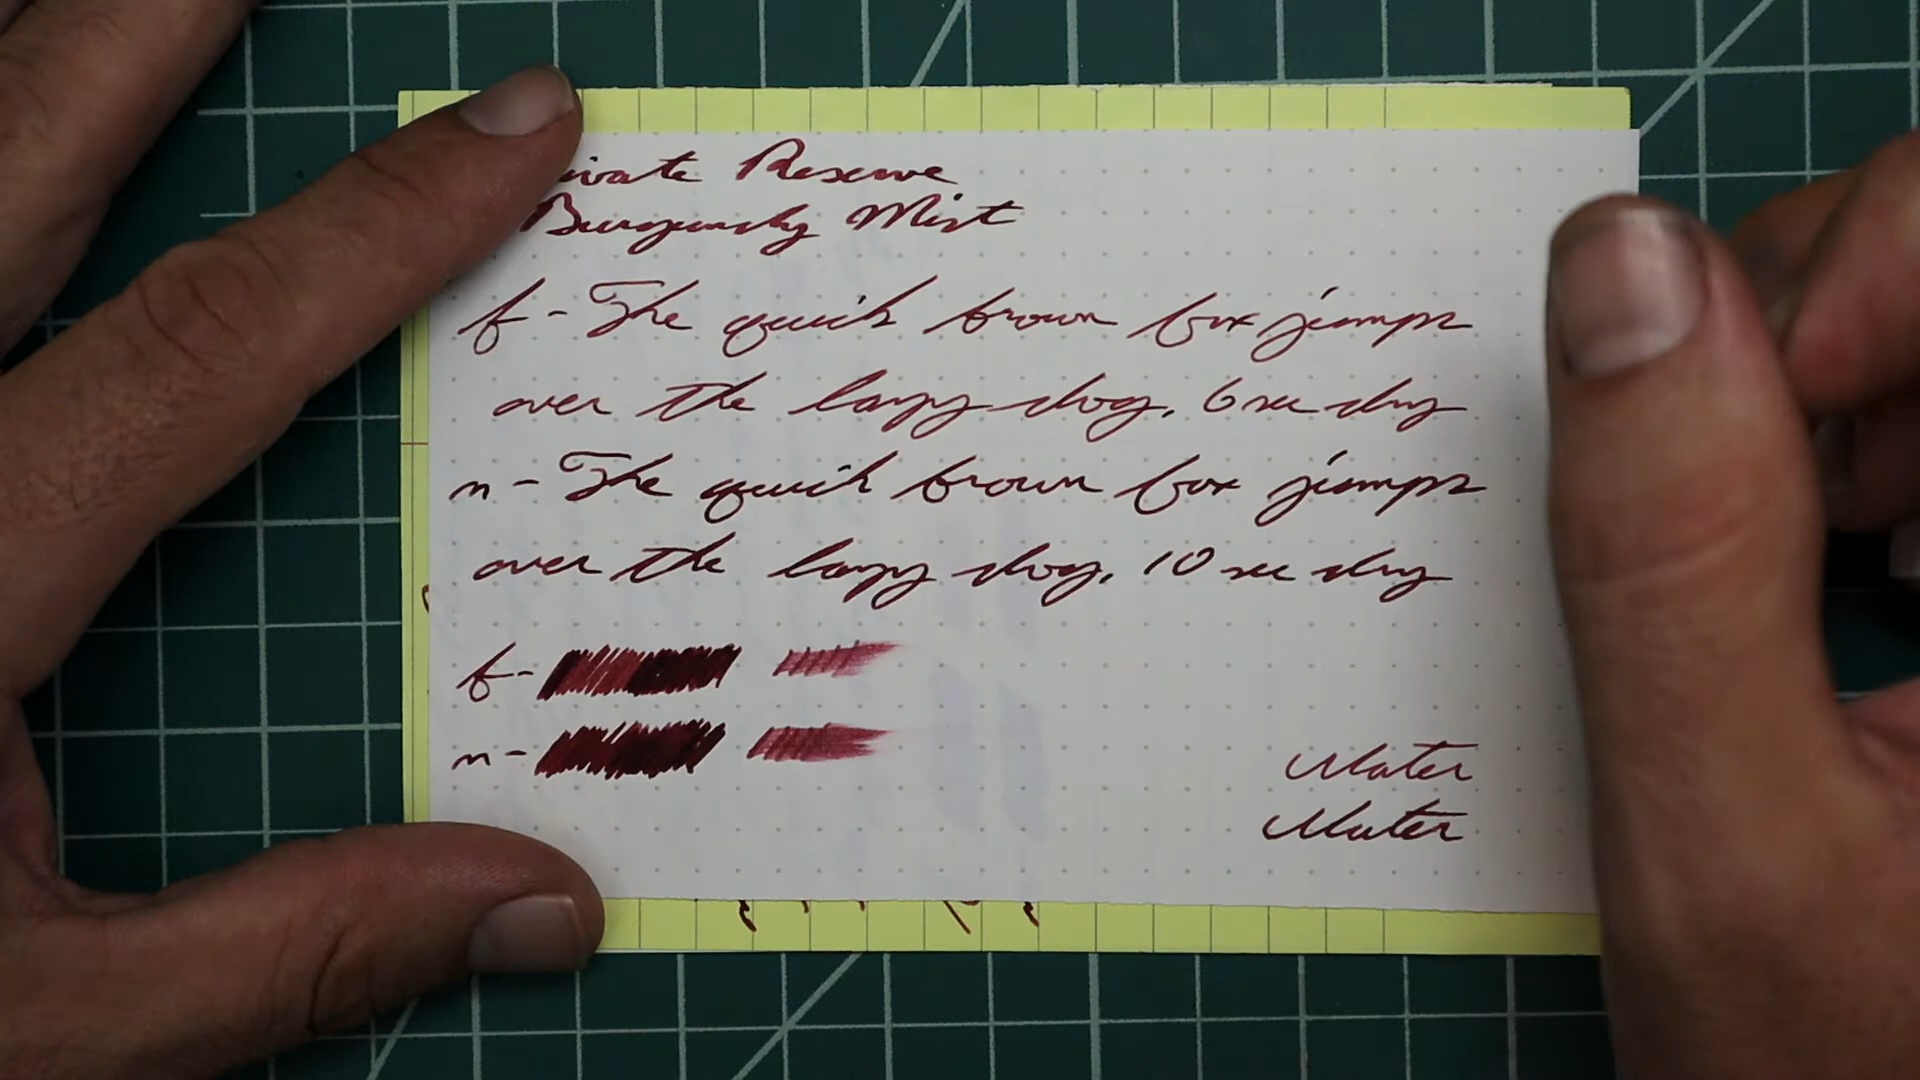 ivate Reserve
Burgundy Mist
f - The quick brown fox jumps
over the lazy dog. 6 sec dry
m - The quick brown fox jumps
over the lazy dog. 10 sec dry
f -
m -
Water
Water